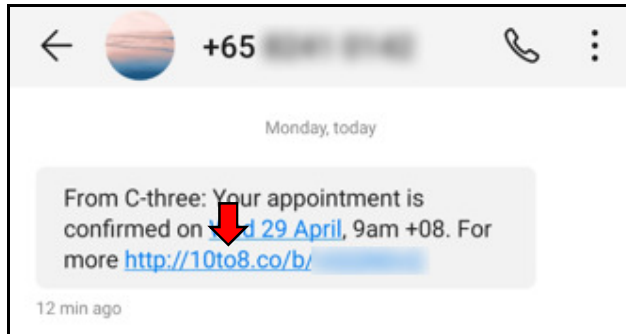 +65
Monday, today
From C-three: Your appointment is
confirmed on Wed 29 April, 9am +08. For
more http://10to8.co/b/
12 min ago